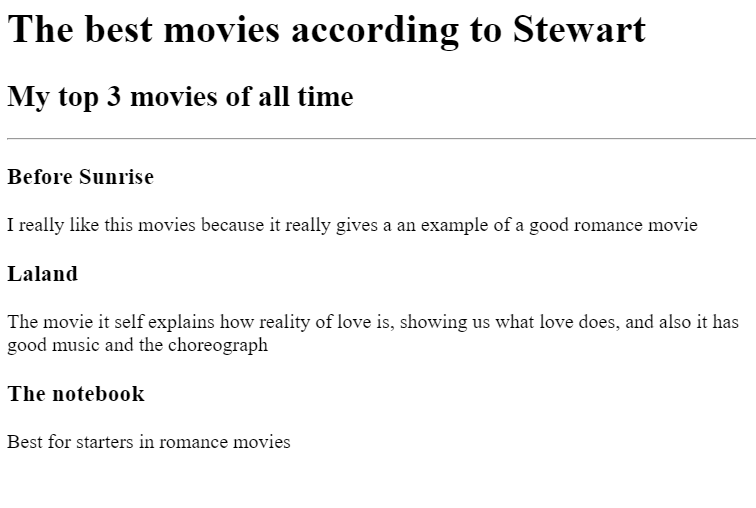 The best movies according to Stewart
My top 3 movies of all time
Before Sunrise
I really like this movies because it really gives a an example of a good romance movie
Laland
The movie it self explains how reality of love is, showing us what love does, and also it has
good music and the choreograph
The notebook
Best for starters in romance movies